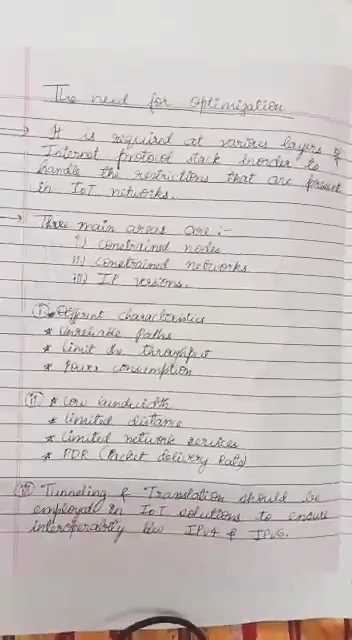 The need for optimization
→ It is required at various layers of
Internet protocol stack inorder to
handle the restrictions that are present
in IoT networks.
→ Three main areas are :-
i) constrained nodes
ii) constrained networks
iii) IP versions.
(i) * Different characteristics
* Unreliable paths
* Limit the throughput
* Power consumption
(ii) * Low bandwidth
* limited distance
* limited network services
* PDR (Packet delivery Rate)
(iii) Tunneling & Translation should be
employed in IoT solutions to ensure
interoperability b/w IPv4 & IPv6.